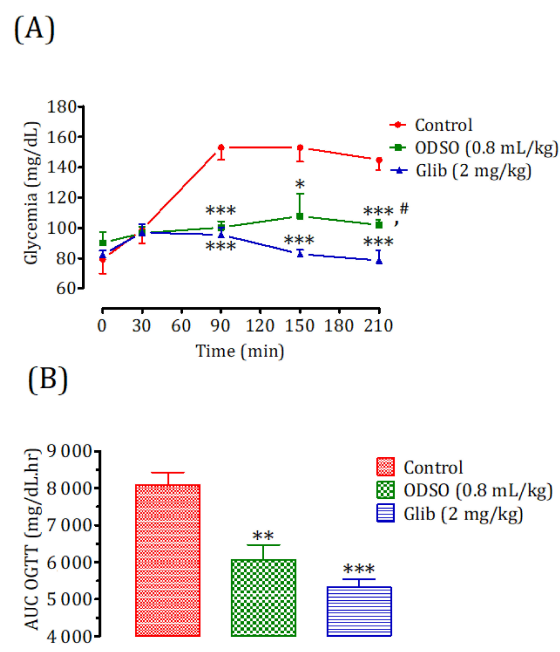 (A)
Glycemia (mg/dL)
180
160
140
120
100
80
60
Control
ODSO (0.8 mL/kg)
Glib (2 mg/kg)
*
***
***
***
***,#
***
0 30 60 90 120 150 180 210
Time (min)
(B)
AUC OGTT (mg/dL.hr)
9 000
8 000
7 000
6 000
5 000
4 000
Control
ODSO (0.8 mL/kg)
Glib (2 mg/kg)
**
***